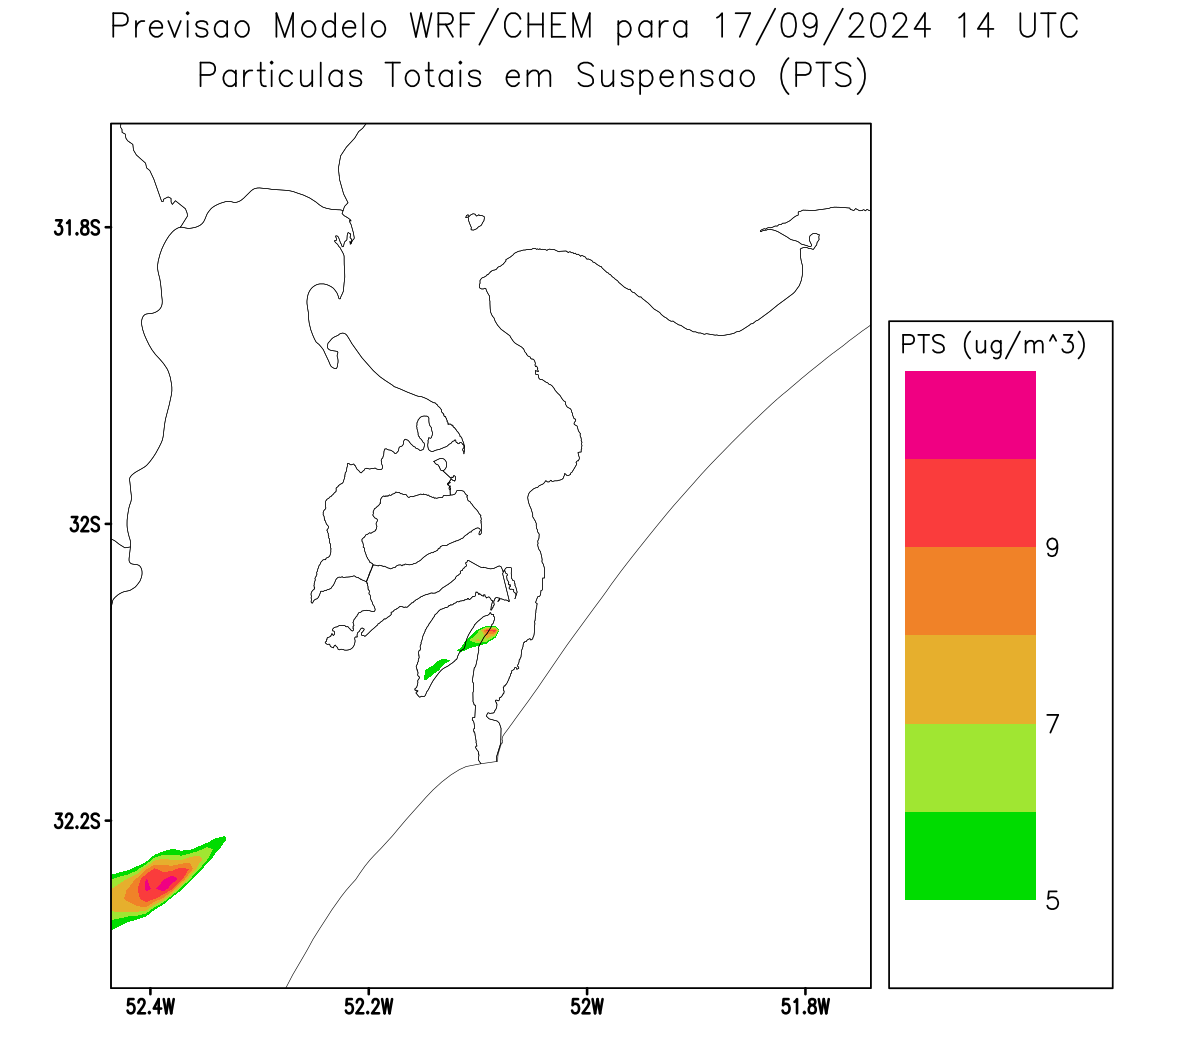 Previsao Modelo WRF/CHEM para 17/09/2024 14 UTC
Particulas Totais em Suspensao (PTS)
31.8S
32S
32.2S
52.4W
52.2W
52W
51.8W
PTS (ug/m^3)
9
7
5